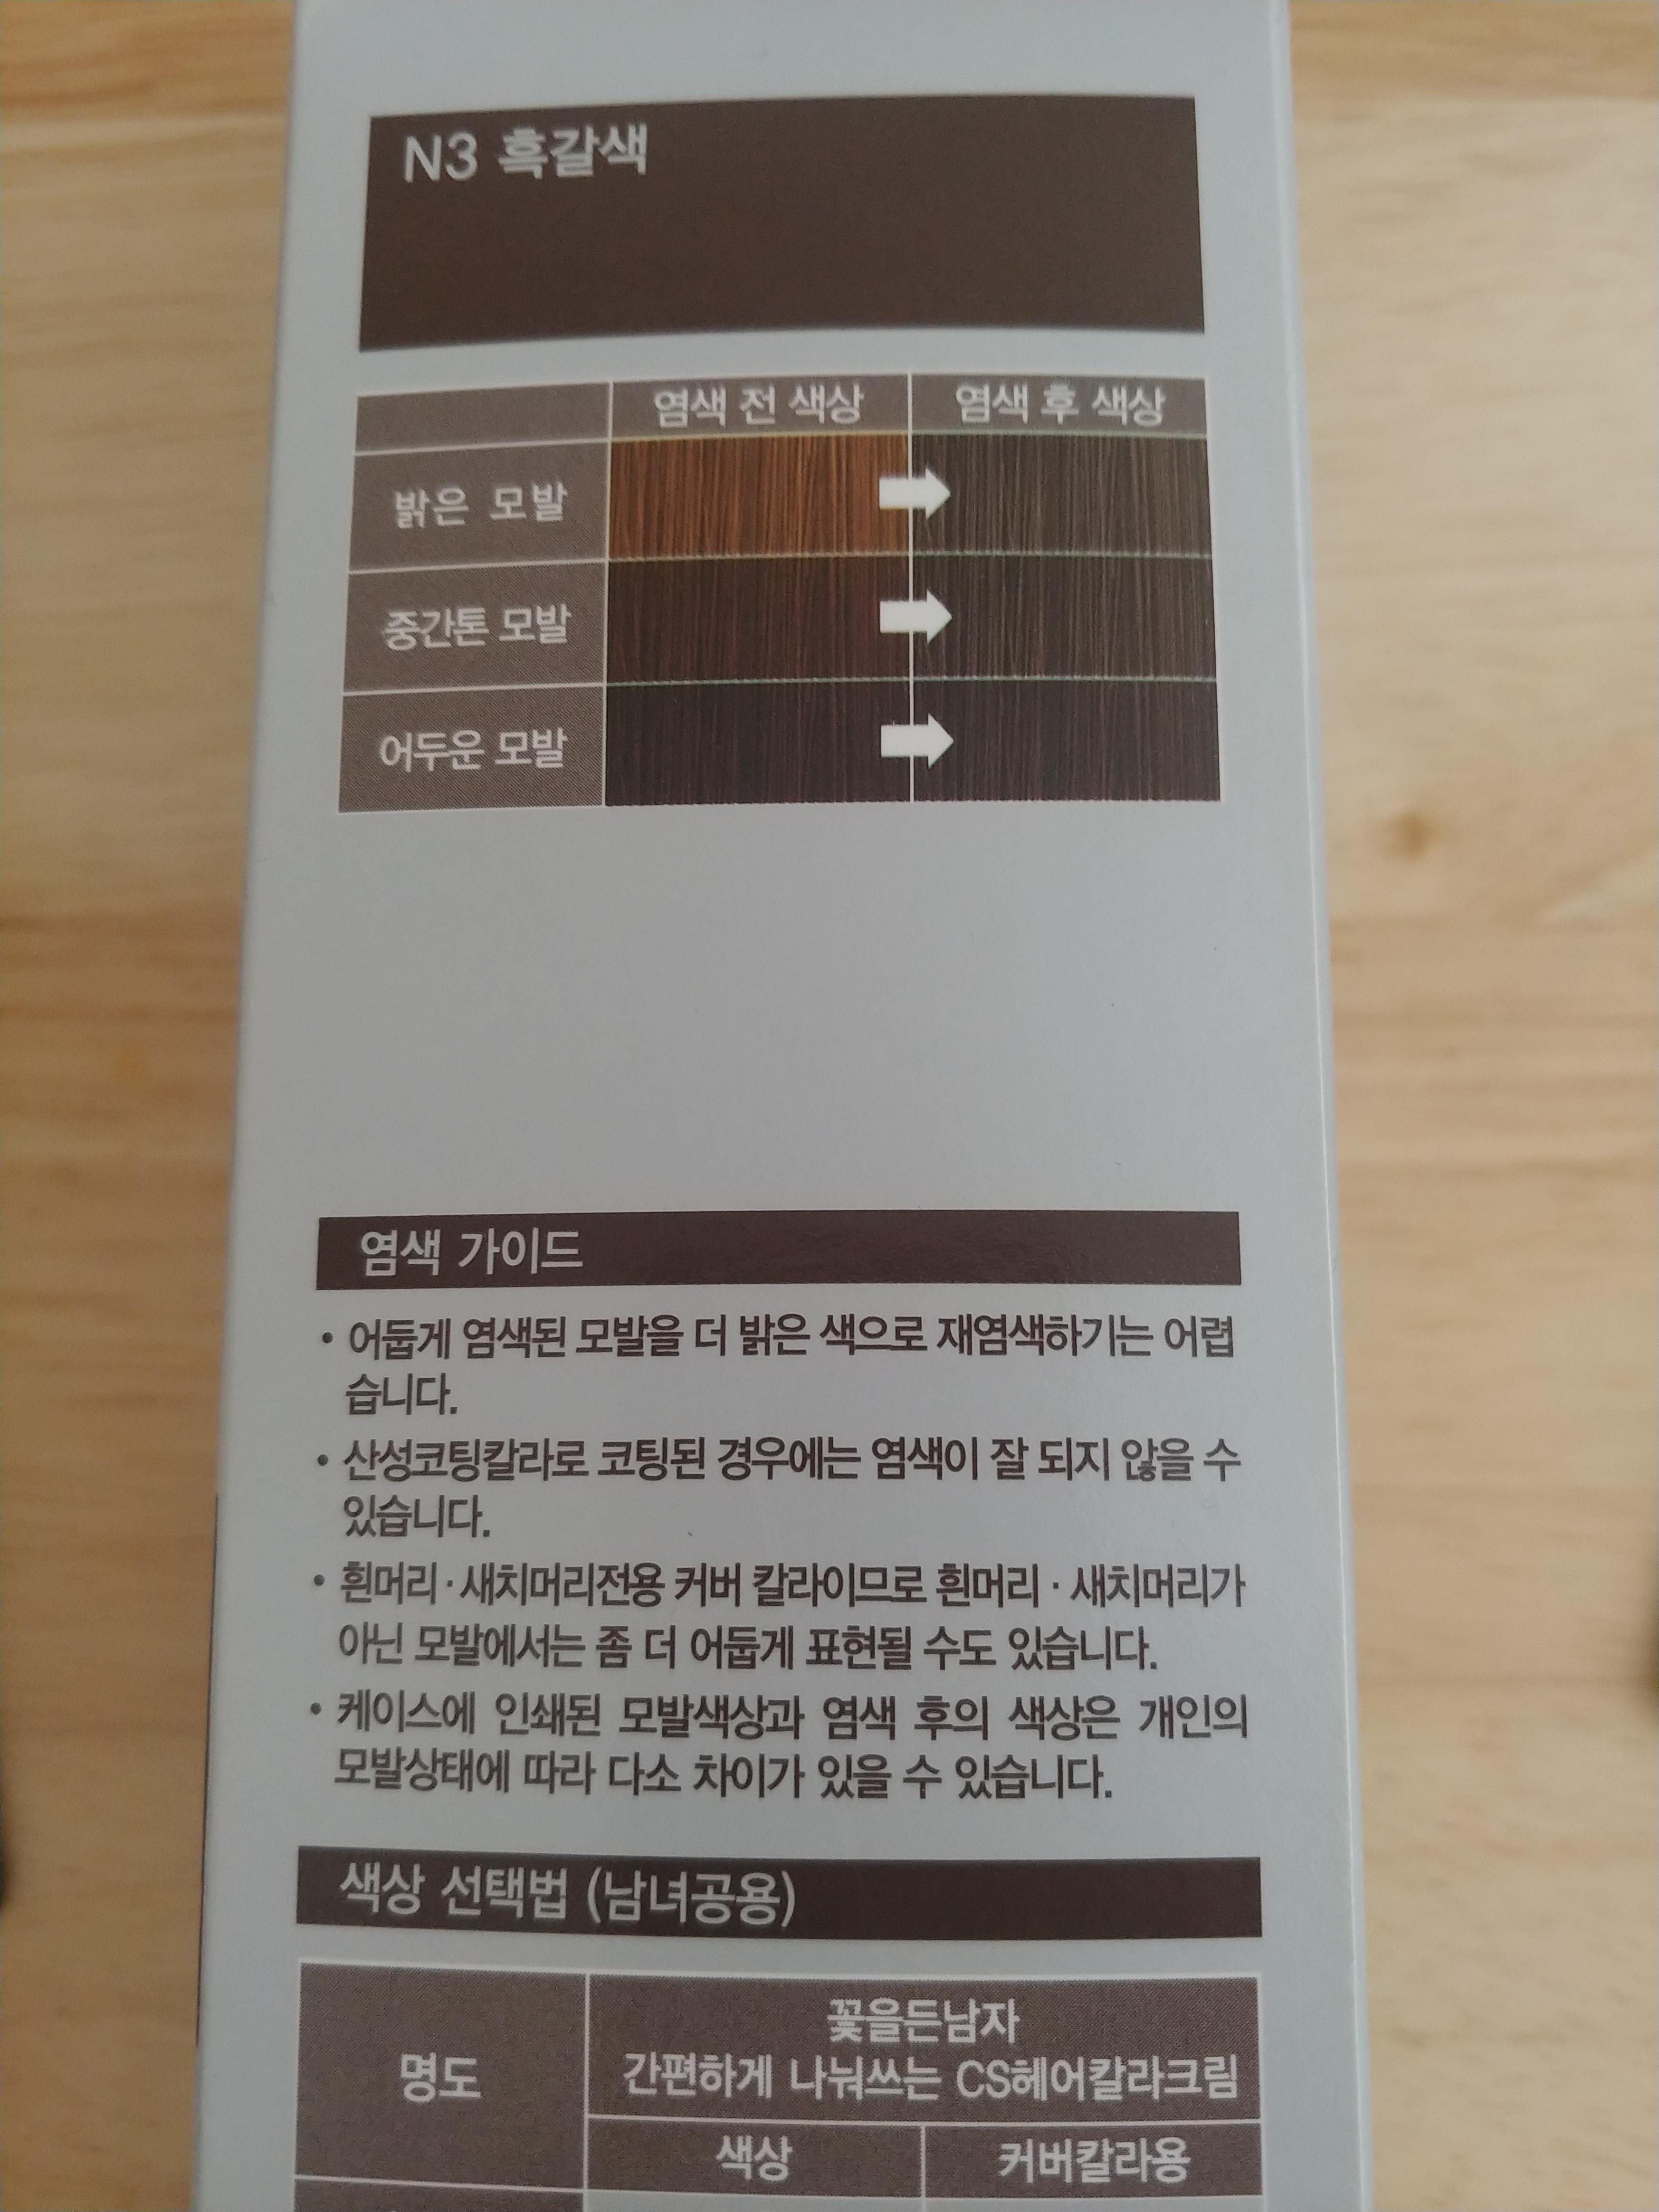 N3 흑갈색
염색 전 색상 염색 후 색상
밝은 모발
중간톤 모발
어두운 모발
염색 가이드
• 어둡게 염색된 모발을 더 밝은 색으로 재염색하기는 어렵
습니다.
• 산성코팅칼라로 코팅된 경우에는 염색이 잘 되지 않을 수
있습니다.
• 흰머리·새치머리전용 커버 칼라이므로 흰머리·새치머리가
아닌 모발에서는 좀 더 어둡게 표현될 수도 있습니다.
• 케이스에 인쇄된 모발색상과 염색 후의 색상은 개인의
모발상태에 따라 다소 차이가 있을 수 있습니다.
색상 선택법 (남녀공용)
명도
꽃을든남자
간편하게 나눠쓰는 CS헤어칼라크림
색상 커버칼라용